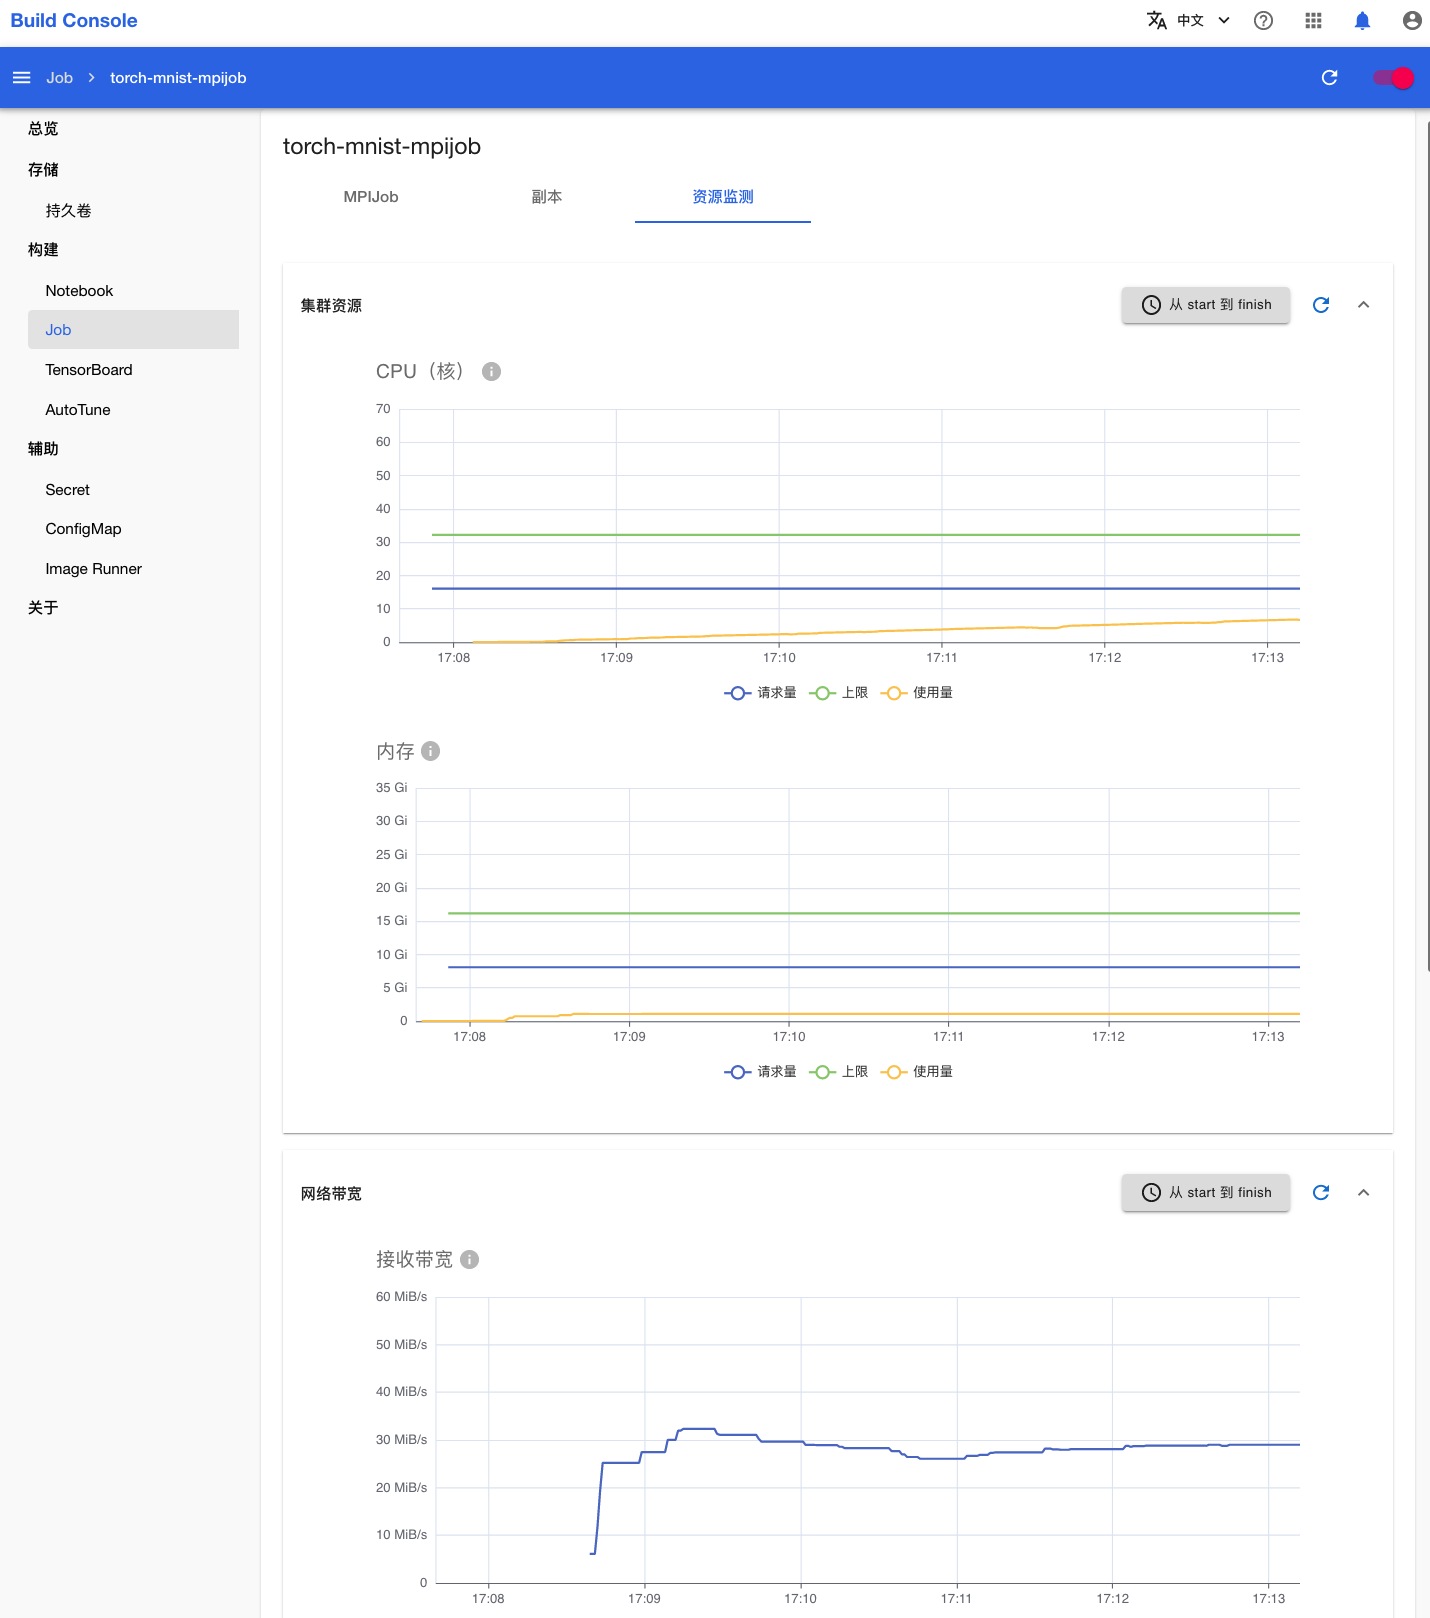 Build Console
中文
Job
torch-mnist-mpijob
总览
存储
持久卷
构建
Notebook
Job
TensorBoard
AutoTune
辅助
Secret
ConfigMap
Image Runner
关于
torch-mnist-mpijob
MPIJob 副本 资源监测
集群资源
从 start 到 finish
CPU（核）
70
60
50
40
30
20
10
0
17:08 17:09 17:10 17:11 17:12 17:13
请求量 上限 使用量
内存
35 Gi
30 Gi
25 Gi
20 Gi
15 Gi
10 Gi
5 Gi
0
17:08 17:09 17:10 17:11 17:12 17:13
请求量 上限 使用量
网络带宽
从 start 到 finish
接收带宽
60 MiB/s
50 MiB/s
40 MiB/s
30 MiB/s
20 MiB/s
10 MiB/s
0
17:08 17:09 17:10 17:11 17:12 17:13